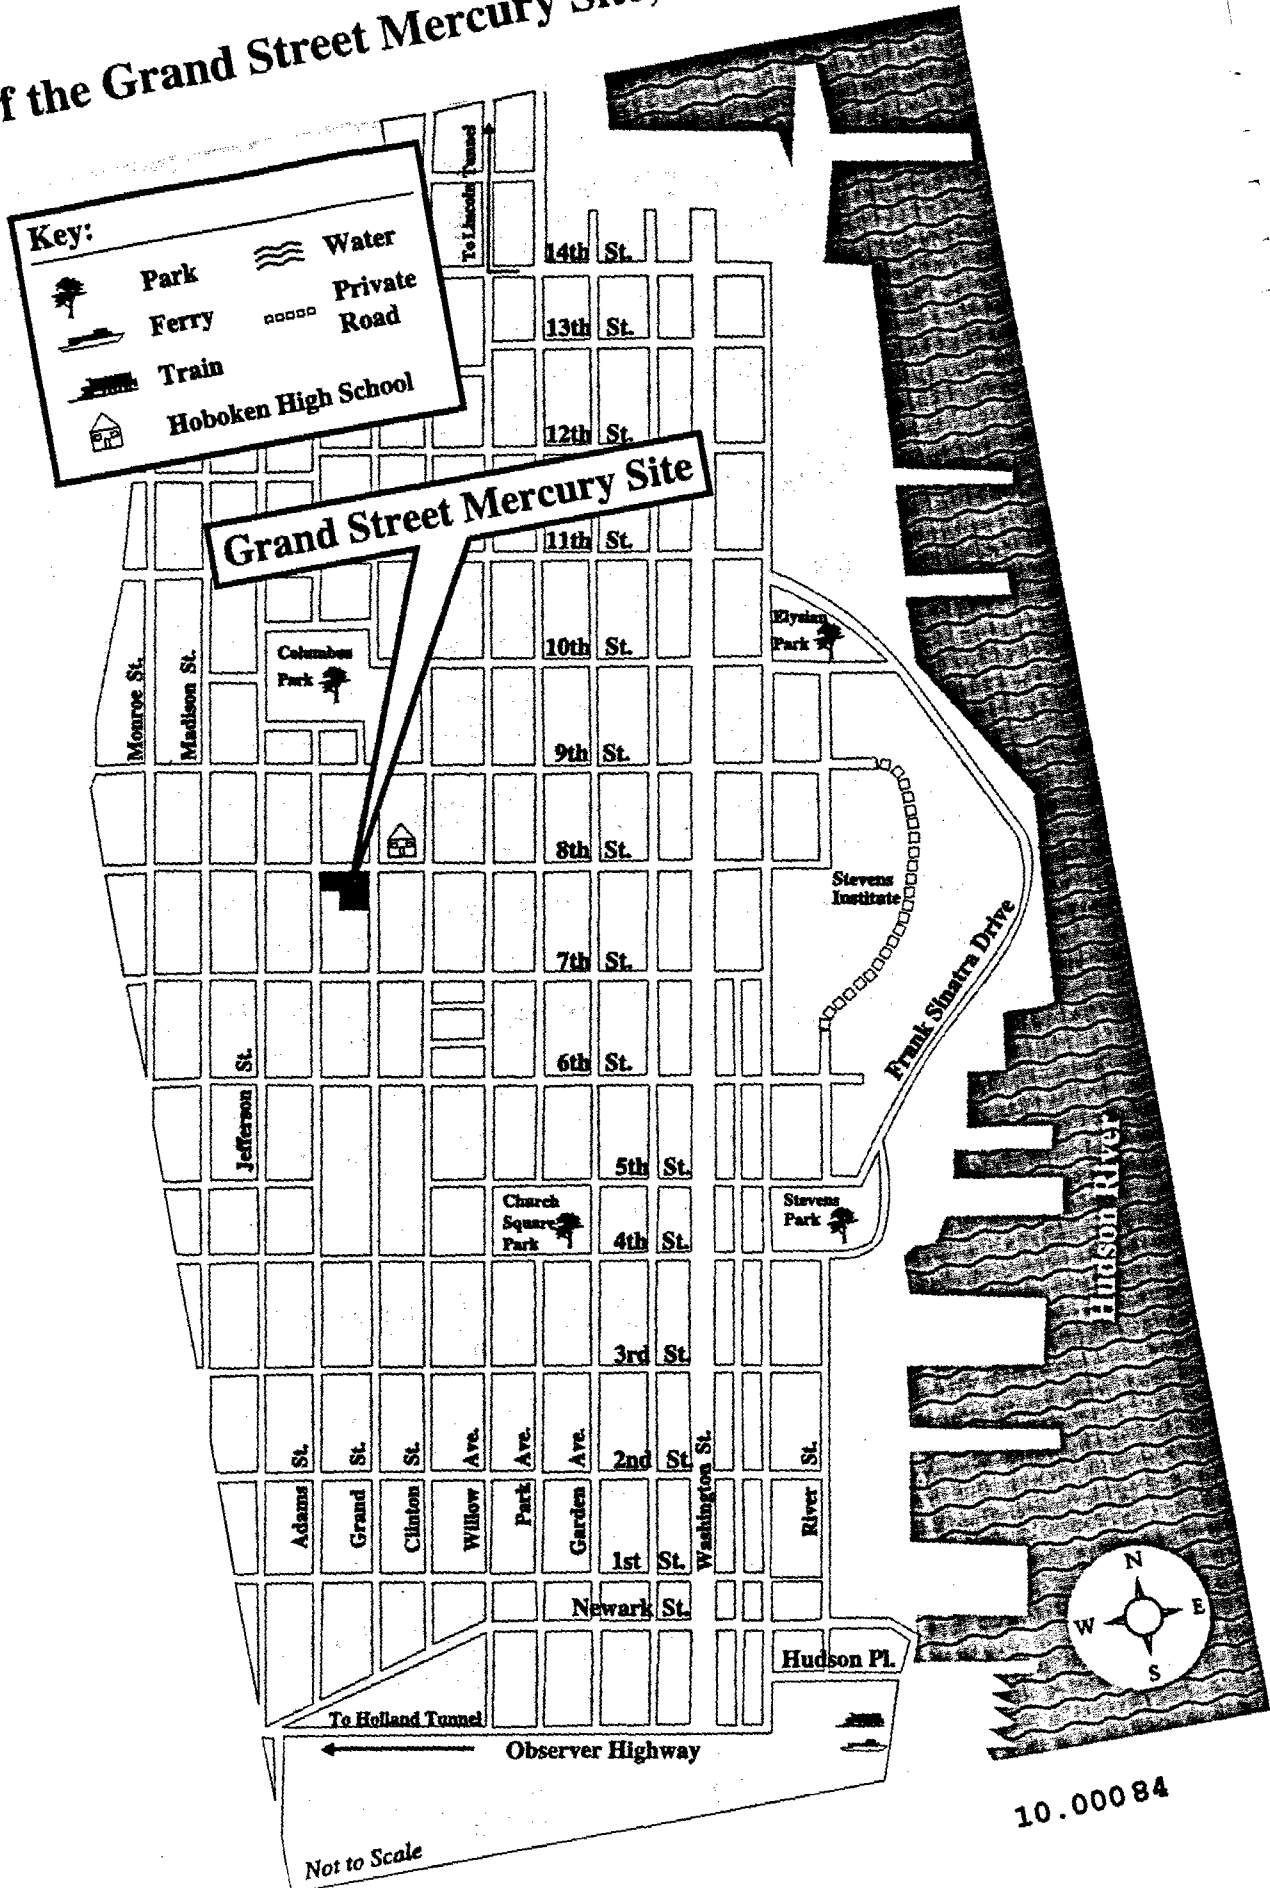 f the Grand Street Mercury Site,
Key:
Park
Water
Ferry
Private
Road
Train
Hoboken High School
To Lincoln Tunnel
14th St.
13th St.
12th St.
Grand Street Mercury Site
11th St.
Elysian
Park
10th St.
Columbus
Park
Monroe St.
Madison St.
9th St.
8th St.
Stevens
Institute
7th St.
Frank Sinatra Drive
6th St.
Jefferson St.
5th St.
Church
Square
Park
Stevens
Park
4th St.
Hudson River
3rd St.
2nd St.
Adams St.
Grand St.
Clinton St.
Willow Ave.
Park Ave.
Garden Ave.
Washington St.
River St.
1st St.
Newark St.
N
W
E
S
Hudson Pl.
To Holland Tunnel
Observer Highway
10.00084
Not to Scale